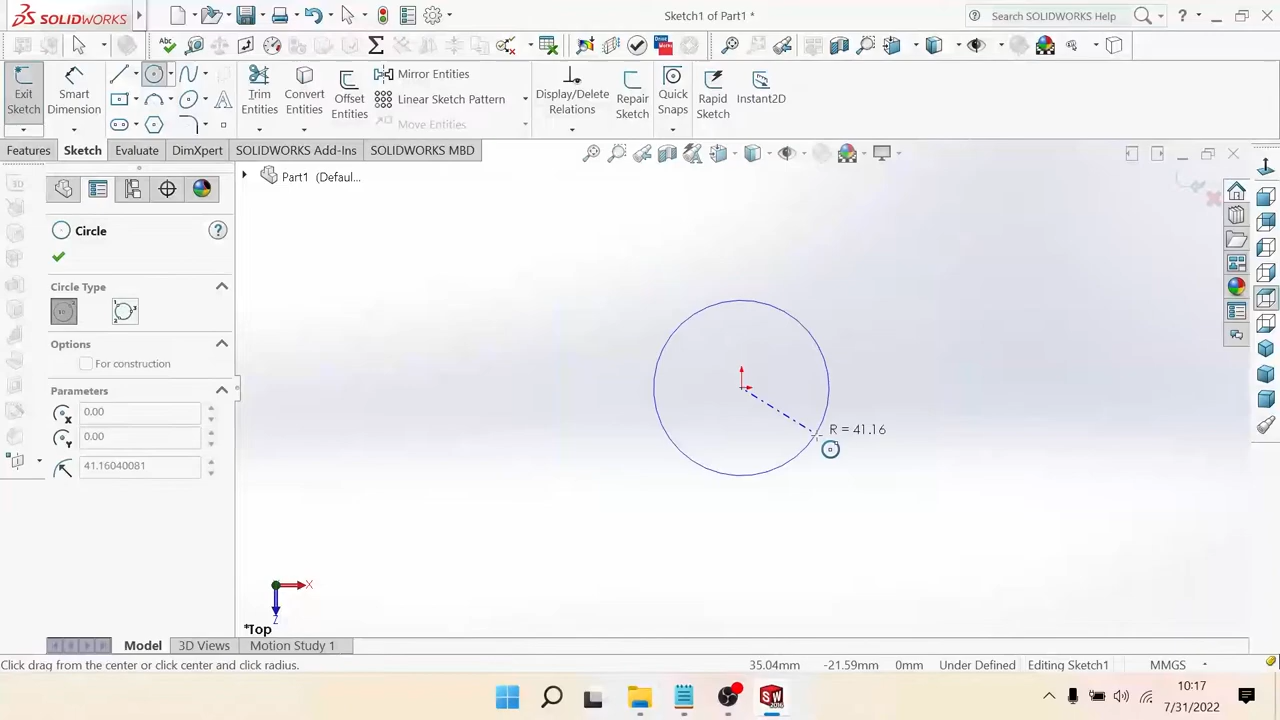 SOLIDWORKS
Sketch1 of Part1 *
Search SOLIDWORKS Help
Exit Sketch
Smart Dimension
Trim Entities
Convert Entities
Offset Entities
Mirror Entities
Linear Sketch Pattern
Move Entities
Display/Delete Relations
Repair Sketch
Quick Snaps
Rapid Sketch
Instant2D
Features
Sketch
Evaluate
DimXpert
SOLIDWORKS Add-Ins
SOLIDWORKS MBD
Part1 (Defaul...
Circle
Circle Type
Options
For construction
Parameters
0.00
0.00
41.16040081
R = 41.16
X
Z
*Top
Model
3D Views
Motion Study 1
Click drag from the center or click center and click radius.
35.04mm
-21.59mm
0mm
Under Defined
Editing Sketch1
MMGS
SW
2016
10:17
7/31/2022